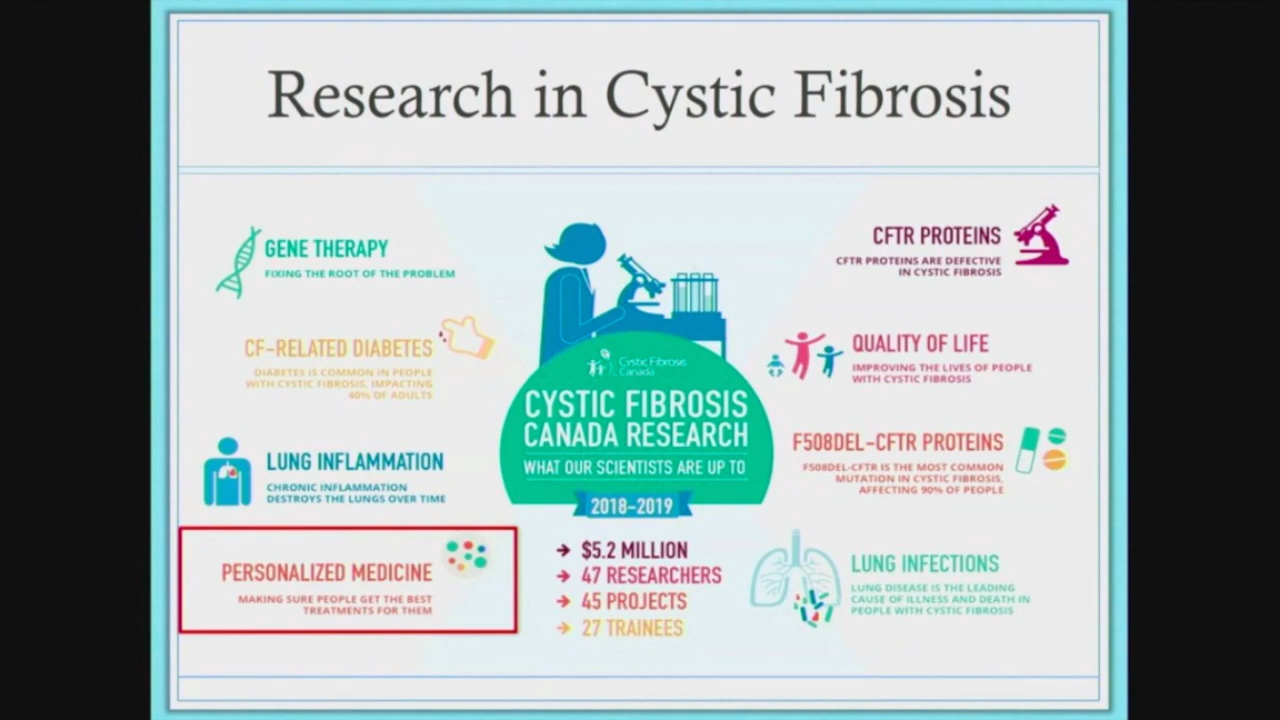 Research in Cystic Fibrosis
GENE THERAPY
FIXING THE ROOT OF THE PROBLEM
CF-RELATED DIABETES
DIABETES IS COMMON IN PEOPLE
WITH CYSTIC FIBROSIS, IMPACTING
40% OF ADULTS
LUNG INFLAMMATION
CHRONIC INFLAMMATION
DESTROYS THE LUNGS OVER TIME
PERSONALIZED MEDICINE
MAKING SURE PEOPLE GET THE BEST
TREATMENTS FOR THEM
Cystic Fibrosis
Canada
CYSTIC FIBROSIS
CANADA RESEARCH
WHAT OUR SCIENTISTS ARE UP TO
2018-2019
→ $5.2 MILLION
→ 47 RESEARCHERS
→ 45 PROJECTS
→ 27 TRAINEES
CFTR PROTEINS
CFTR PROTEINS ARE DEFECTIVE
IN CYSTIC FIBROSIS
QUALITY OF LIFE
IMPROVING THE LIVES OF PEOPLE
WITH CYSTIC FIBROSIS
F508DEL-CFTR PROTEINS
F508DEL-CFTR IS THE MOST COMMON
MUTATION IN CYSTIC FIBROSIS,
AFFECTING 90% OF PEOPLE
LUNG INFECTIONS
LUNG DISEASE IS THE LEADING
CAUSE OF ILLNESS AND DEATH IN
PEOPLE WITH CYSTIC FIBROSIS